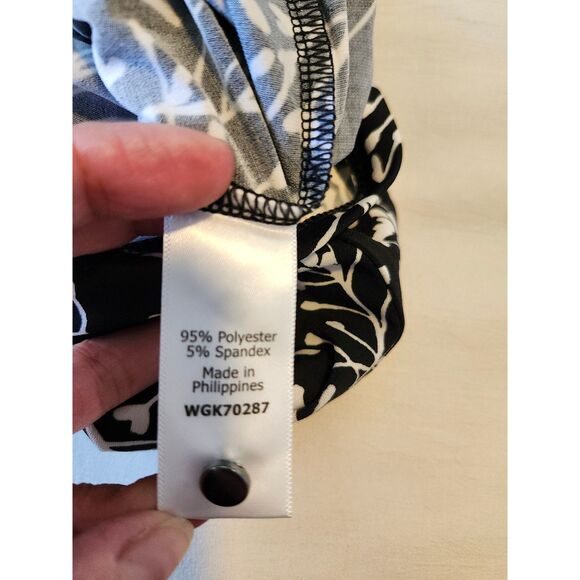 95% Polyester
5% Spandex
Made in
Philippines
WGK70287